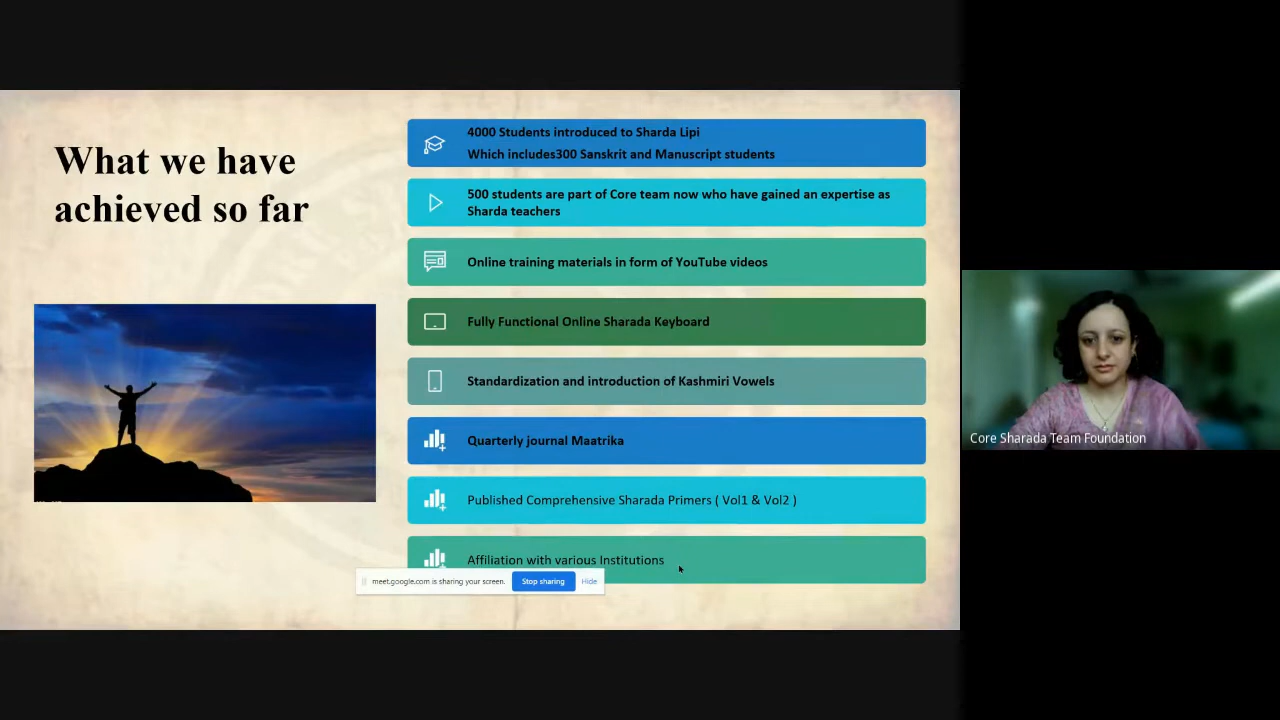 What we have
achieved so far
4000 Students introduced to Sharda Lipi
Which includes300 Sanskrit and Manuscript students
500 students are part of Core team now who have gained an expertise as
Sharda teachers
Online training materials in form of YouTube videos
Fully Functional Online Sharada Keyboard
Standardization and introduction of Kashmiri Vowels
Quarterly journal Maatrika
Published Comprehensive Sharada Primers ( Vol1 & Vol2 )
Affiliation with various Institutions
meet.google.com is sharing your screen. Stop sharing Hide
Core Sharada Team Foundation